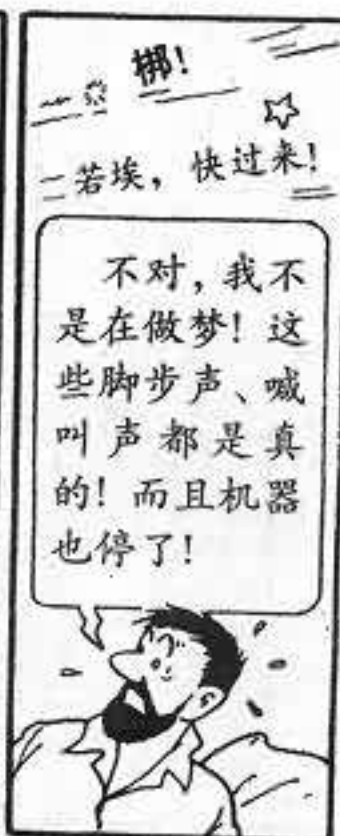 梆！
若埃，快过来！
不对，我不
是在做梦！这
些脚步声、喊
叫声都是真
的！而且机器
也停了！